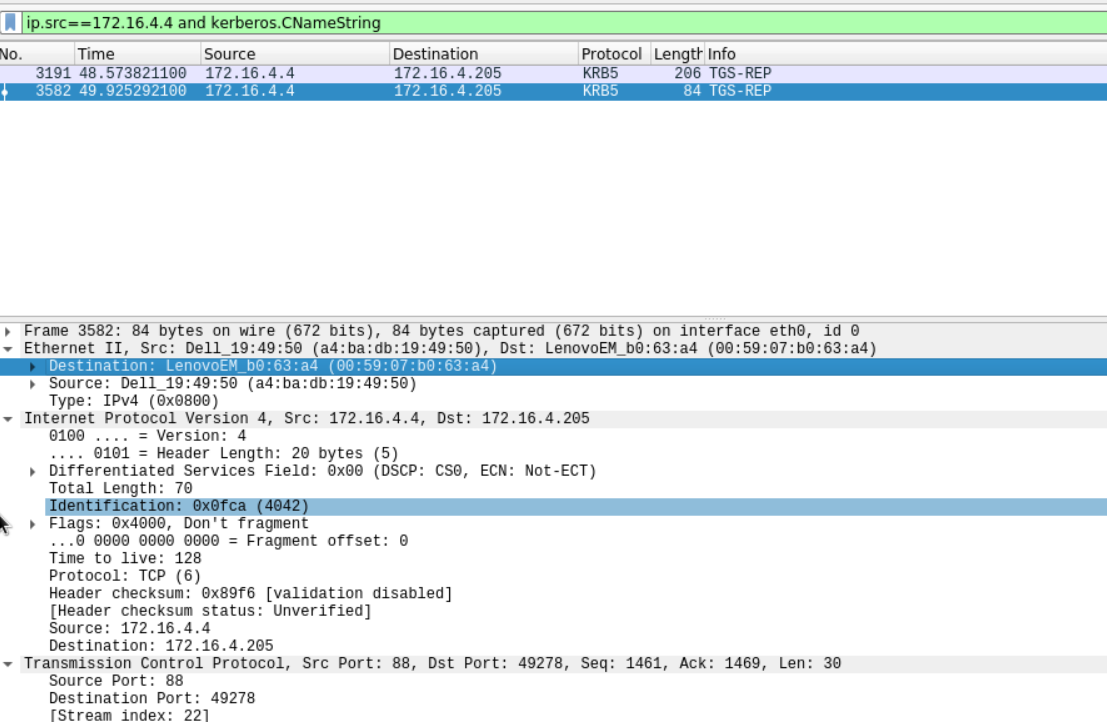 ip.src==172.16.4.4 and kerberos.CNameString
No. Time Source Destination Protocol Length Info
3191 48.573821100 172.16.4.4 172.16.4.205 KRB5 206 TGS-REP
3582 49.925292100 172.16.4.4 172.16.4.205 KRB5 84 TGS-REP
Frame 3582: 84 bytes on wire (672 bits), 84 bytes captured (672 bits) on interface eth0, id 0
Ethernet II, Src: Dell_19:49:50 (a4:ba:db:19:49:50), Dst: LenovoEM_b0:63:a4 (00:59:07:b0:63:a4)
Destination: LenovoEM_b0:63:a4 (00:59:07:b0:63:a4)
Source: Dell_19:49:50 (a4:ba:db:19:49:50)
Type: IPv4 (0x0800)
Internet Protocol Version 4, Src: 172.16.4.4, Dst: 172.16.4.205
0100 .... = Version: 4
.... 0101 = Header Length: 20 bytes (5)
Differentiated Services Field: 0x00 (DSCP: CS0, ECN: Not-ECT)
Total Length: 70
Identification: 0x0fca (4042)
Flags: 0x4000, Don't fragment
...0 0000 0000 0000 = Fragment offset: 0
Time to live: 128
Protocol: TCP (6)
Header checksum: 0x89f6 [validation disabled]
[Header checksum status: Unverified]
Source: 172.16.4.4
Destination: 172.16.4.205
Transmission Control Protocol, Src Port: 88, Dst Port: 49278, Seq: 1461, Ack: 1469, Len: 30
Source Port: 88
Destination Port: 49278
[Stream index: 22]